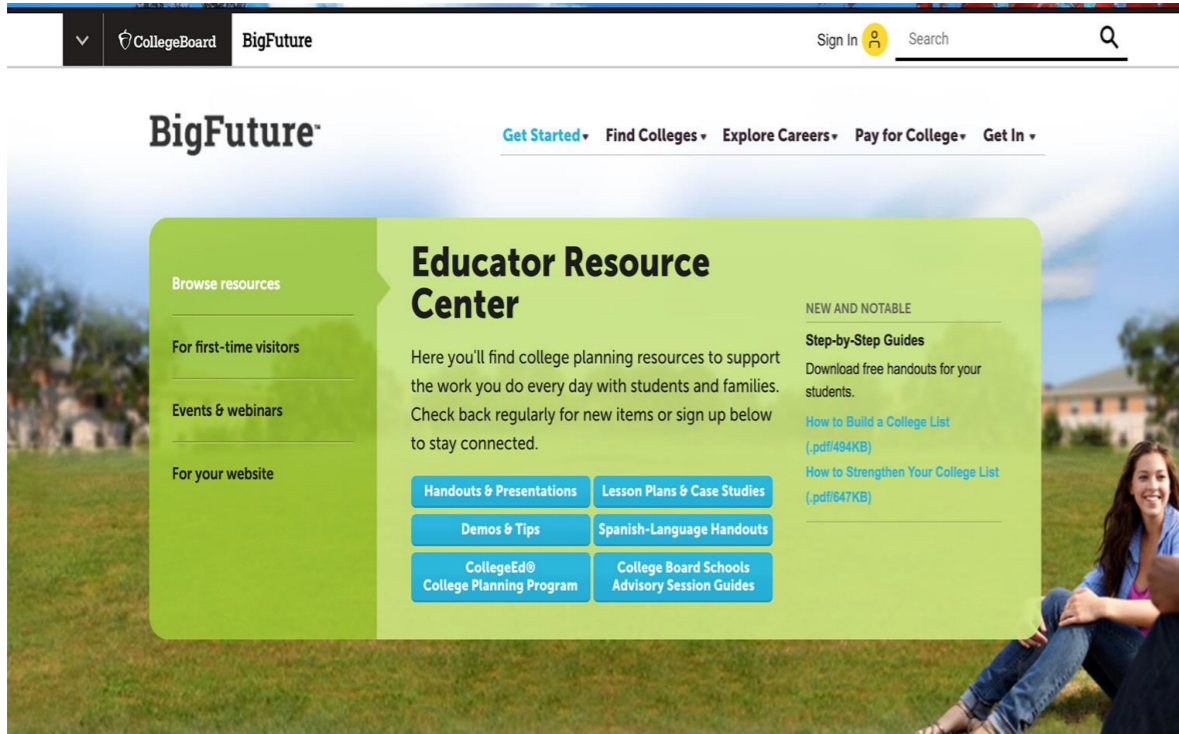 CollegeBoard
BigFuture
Sign In
Search
BigFuture™
Get Started
Find Colleges
Explore Careers
Pay for College
Get In
Browse resources
For first-time visitors
Events & webinars
For your website
Educator Resource
Center
Here you'll find college planning resources to support
the work you do every day with students and families.
Check back regularly for new items or sign up below
to stay connected.
Handouts & Presentations
Lesson Plans & Case Studies
Demos & Tips
Spanish-Language Handouts
CollegeEd®
College Planning Program
College Board Schools
Advisory Session Guides
NEW AND NOTABLE
Step-by-Step Guides
Download free handouts for your
students.
How to Build a College List
(.pdf/494KB)
How to Strengthen Your College List
(.pdf/647KB)